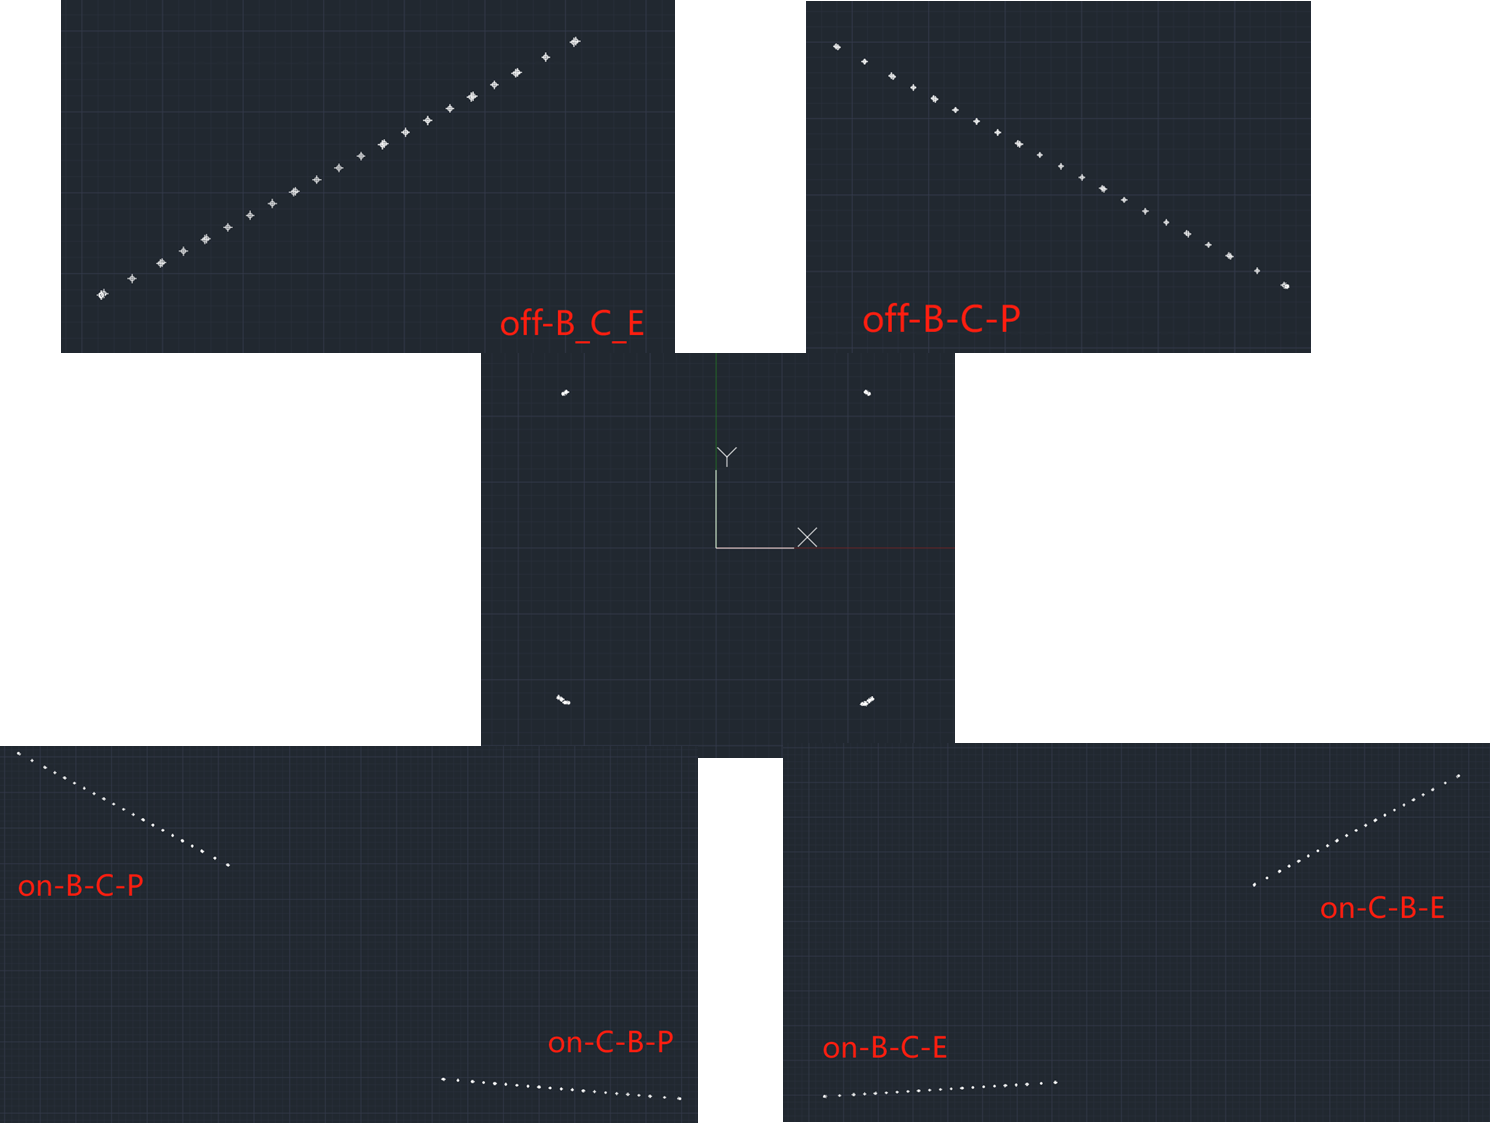 off-B_C_E
off-B-C-P
Y
X
on-B-C-P
on-C-B-E
on-C-B-P
on-B-C-E